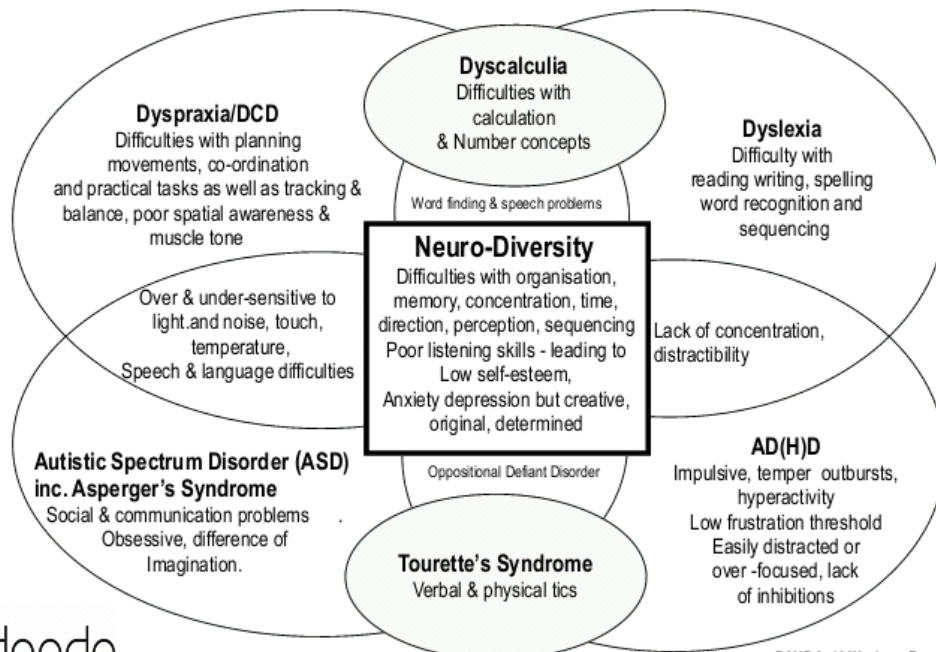 Dyscalculia
Difficulties with
calculation
& Number concepts
Dyspraxia/DCD
Difficulties with planning
movements, co-ordination
and practical tasks as well as tracking &
balance, poor spatial awareness &
muscle tone
Dyslexia
Difficulty with
reading writing, spelling
word recognition and
sequencing
Word finding & speech problems
Neuro-Diversity
Difficulties with organisation,
memory, concentration, time,
direction, perception, sequencing
Poor listening skills - leading to
Low self-esteem,
Anxiety depression but creative,
original, determined
Over & under-sensitive to
light.and noise, touch,
temperature,
Speech & language difficulties
Lack of concentration,
distractibility
Autistic Spectrum Disorder (ASD)
inc. Asperger's Syndrome
Social & communication problems .
Obsessive, difference of
Imagination.
Oppositional Defiant Disorder
AD(H)D
Impulsive, temper outbursts,
hyperactivity
Low frustration threshold
Easily distracted or
over -focused, lack
of inhibitions
Tourette's Syndrome
Verbal & physical tics